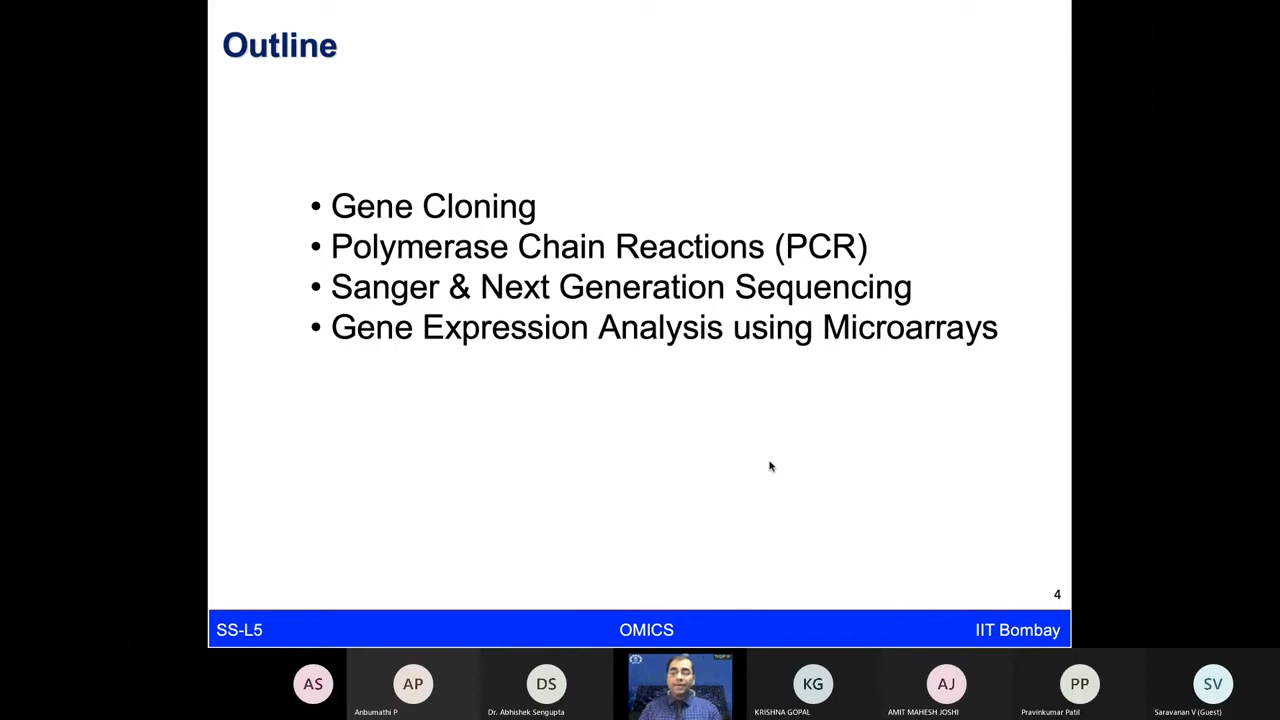 Outline
• Gene Cloning
• Polymerase Chain Reactions (PCR)
• Sanger & Next Generation Sequencing
• Gene Expression Analysis using Microarrays
4
SS-L5 OMICS IIT Bombay
AS AP DS KG AJ PP SV
Anbumathi P Dr. Abhishek Sengupta KRISHNA GOPAL AMIT MAHESH JOSHI Pravinkumar Patil Saravanan V (Guest)